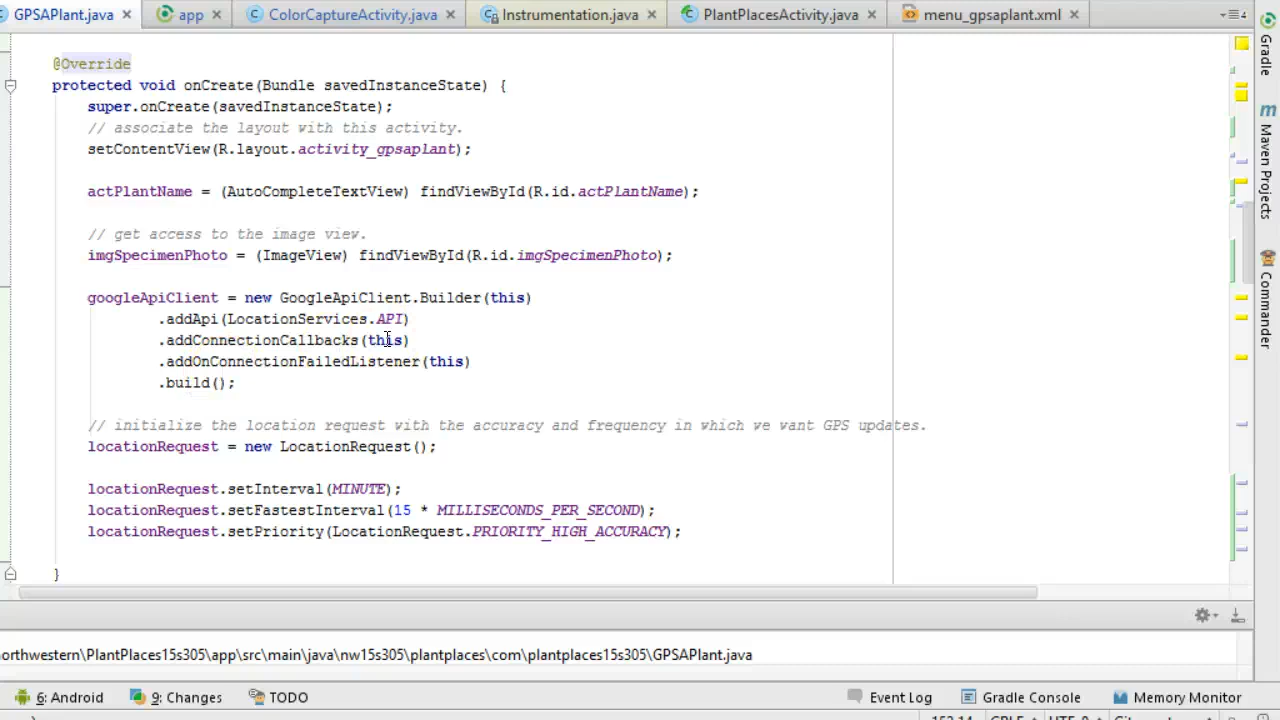 GPSAPlant.java app ColorCaptureActivity.java Instrumentation.java PlantPlacesActivity.java menu_gpsaplant.xml
@Override
protected void onCreate(Bundle savedInstanceState) {
super.onCreate(savedInstanceState);
// associate the layout with this activity.
setContentView(R.layout.activity_gpsaplant);
actPlantName = (AutoCompleteTextView) findViewById(R.id.actPlantName);
// get access to the image view.
imgSpecimenPhoto = (ImageView) findViewById(R.id.imgSpecimenPhoto);
googleApiClient = new GoogleApiClient.Builder(this)
.addApi(LocationServices.API)
.addConnectionCallbacks(this)
.addOnConnectionFailedListener(this)
.build();
// initialize the location request with the accuracy and frequency in which we want GPS updates.
locationRequest = new LocationRequest();
locationRequest.setInterval(MINUTE);
locationRequest.setFastestInterval(15 * MILLISECONDS_PER_SECOND);
locationRequest.setPriority(LocationRequest.PRIORITY_HIGH_ACCURACY);
}
orthwestern\PlantPlaces15s305\app\src\main\java\nw15s305\plantplaces\com\plantplaces15s305\GPSAPlant.java
6: Android 9: Changes TODO Event Log Gradle Console Memory Monitor
Gradle
Maven Projects
Commander